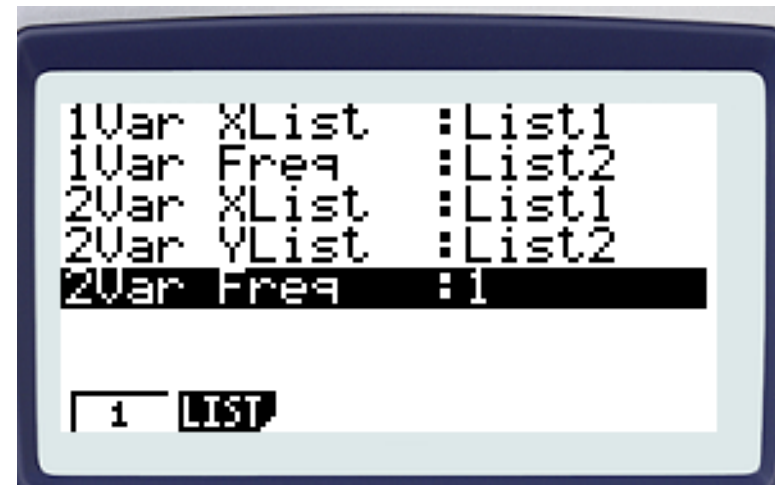 1Var XList :List1
1Var Freq :List2
2Var XList :List1
2Var YList :List2
2Var Freq :1
1 LIST